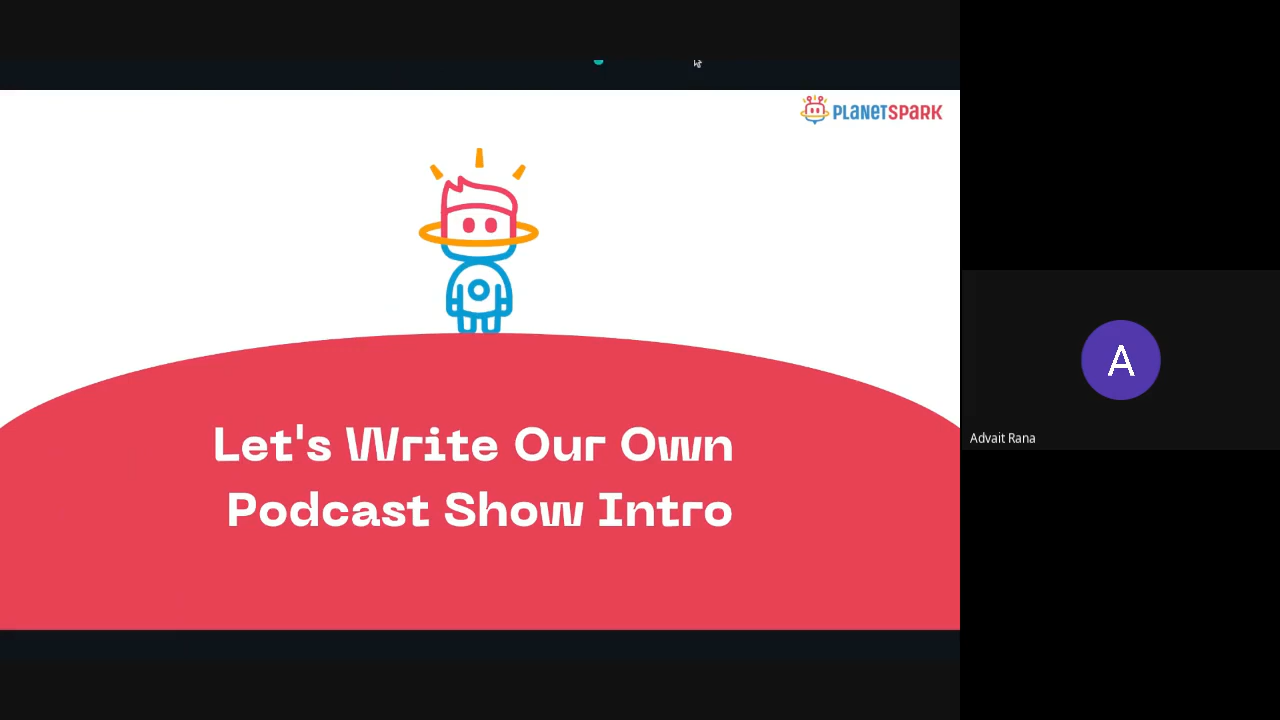 PLANETSPARK
Let's Write Our Own
Podcast Show Intro
A
Advait Rana